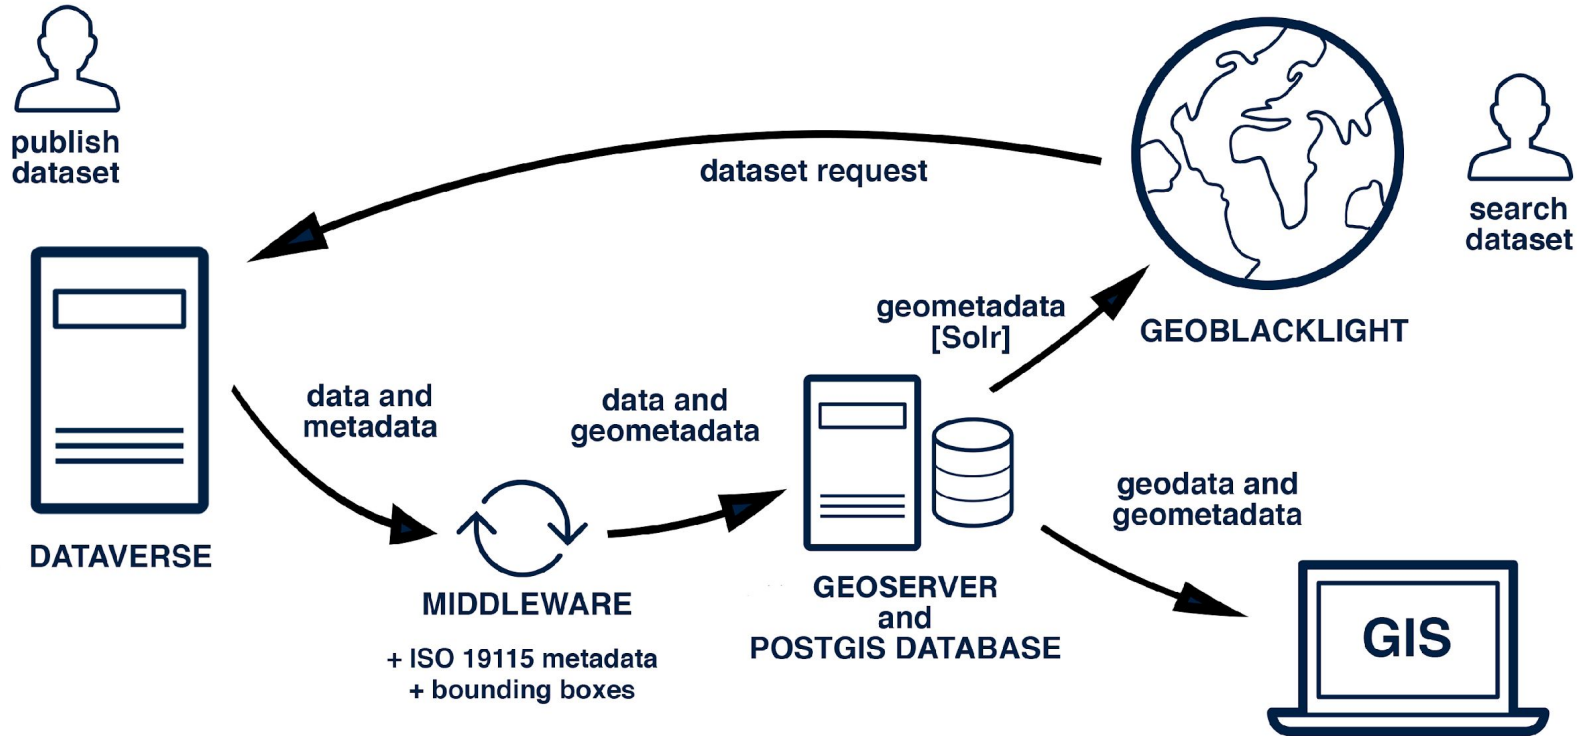 publish
dataset
dataset request
search
dataset
geometadata
[Solr]
GEOBLACKLIGHT
data and
metadata
data and
geometadata
geodata and
geometadata
DATAVERSE
MIDDLEWARE
+ ISO 19115 metadata
+ bounding boxes
GEOSERVER
and
POSTGIS DATABASE
GIS